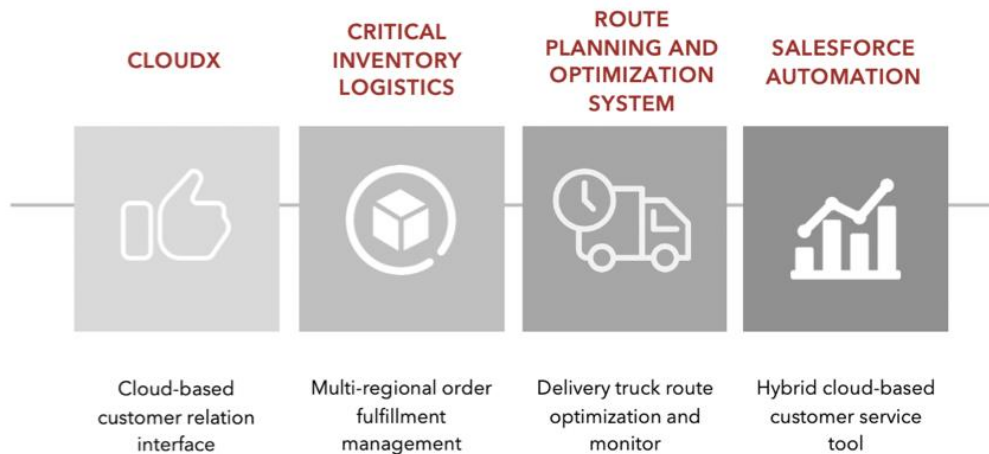 CLOUDX
CRITICAL
INVENTORY
LOGISTICS
ROUTE
PLANNING AND
OPTIMIZATION
SYSTEM
SALESFORCE
AUTOMATION
Cloud-based
customer relation
interface
Multi-regional order
fulfillment
management
Delivery truck route
optimization and
monitor
Hybrid cloud-based
customer service
tool